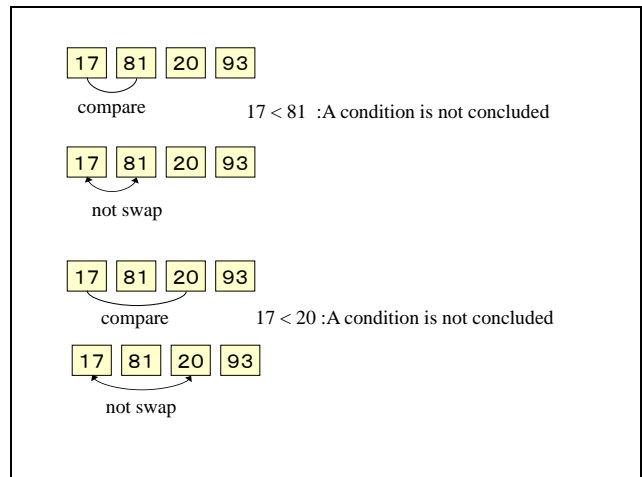 17 81 20 93
compare
17 < 81 :A condition is not concluded
17 81 20 93
not swap
17 81 20 93
compare
17 < 20 :A condition is not concluded
17 81 20 93
not swap